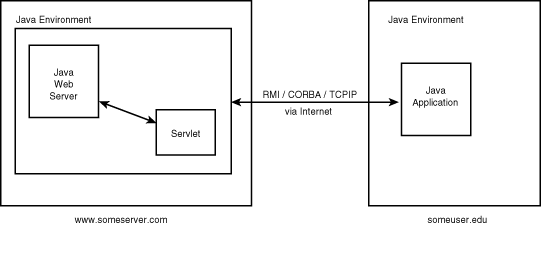 Java Environment
Java
Web
Server
Servlet
RMI / CORBA / TCPIP
via Internet
Java Environment
Java
Application
www.someserver.com
someuser.edu